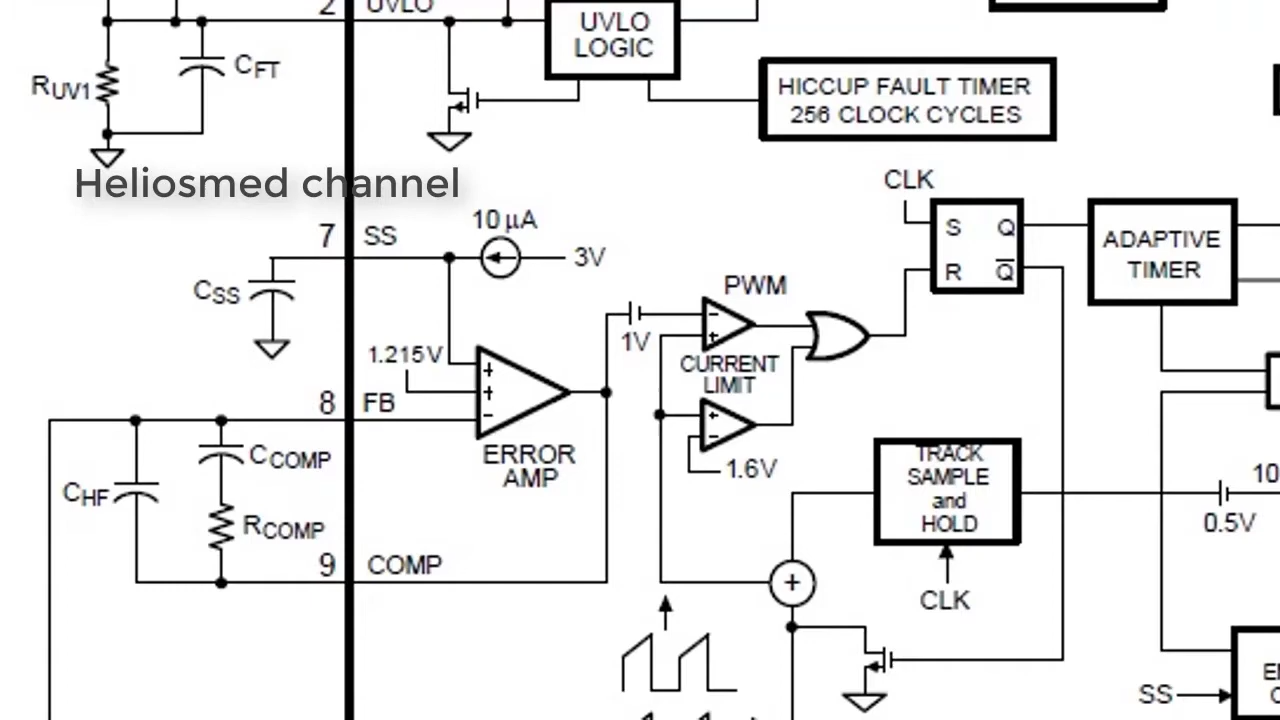 2
UVLO
UVLO
LOGIC
CFT
RUV1
HICCUP FAULT TIMER
256 CLOCK CYCLES
Heliosmed channel
CLK
10 µA
7
SS
3V
S
Q
R
Q
ADAPTIVE
TIMER
CSS
PWM
-
+
1V
1.215V
CURRENT
LIMIT
+
+
-
8
FB
+
-
1.6V
ERROR
AMP
CCOMP
CHF
RCOMP
TRACK
SAMPLE
and
HOLD
10
0.5V
9
COMP
+
CLK
SS